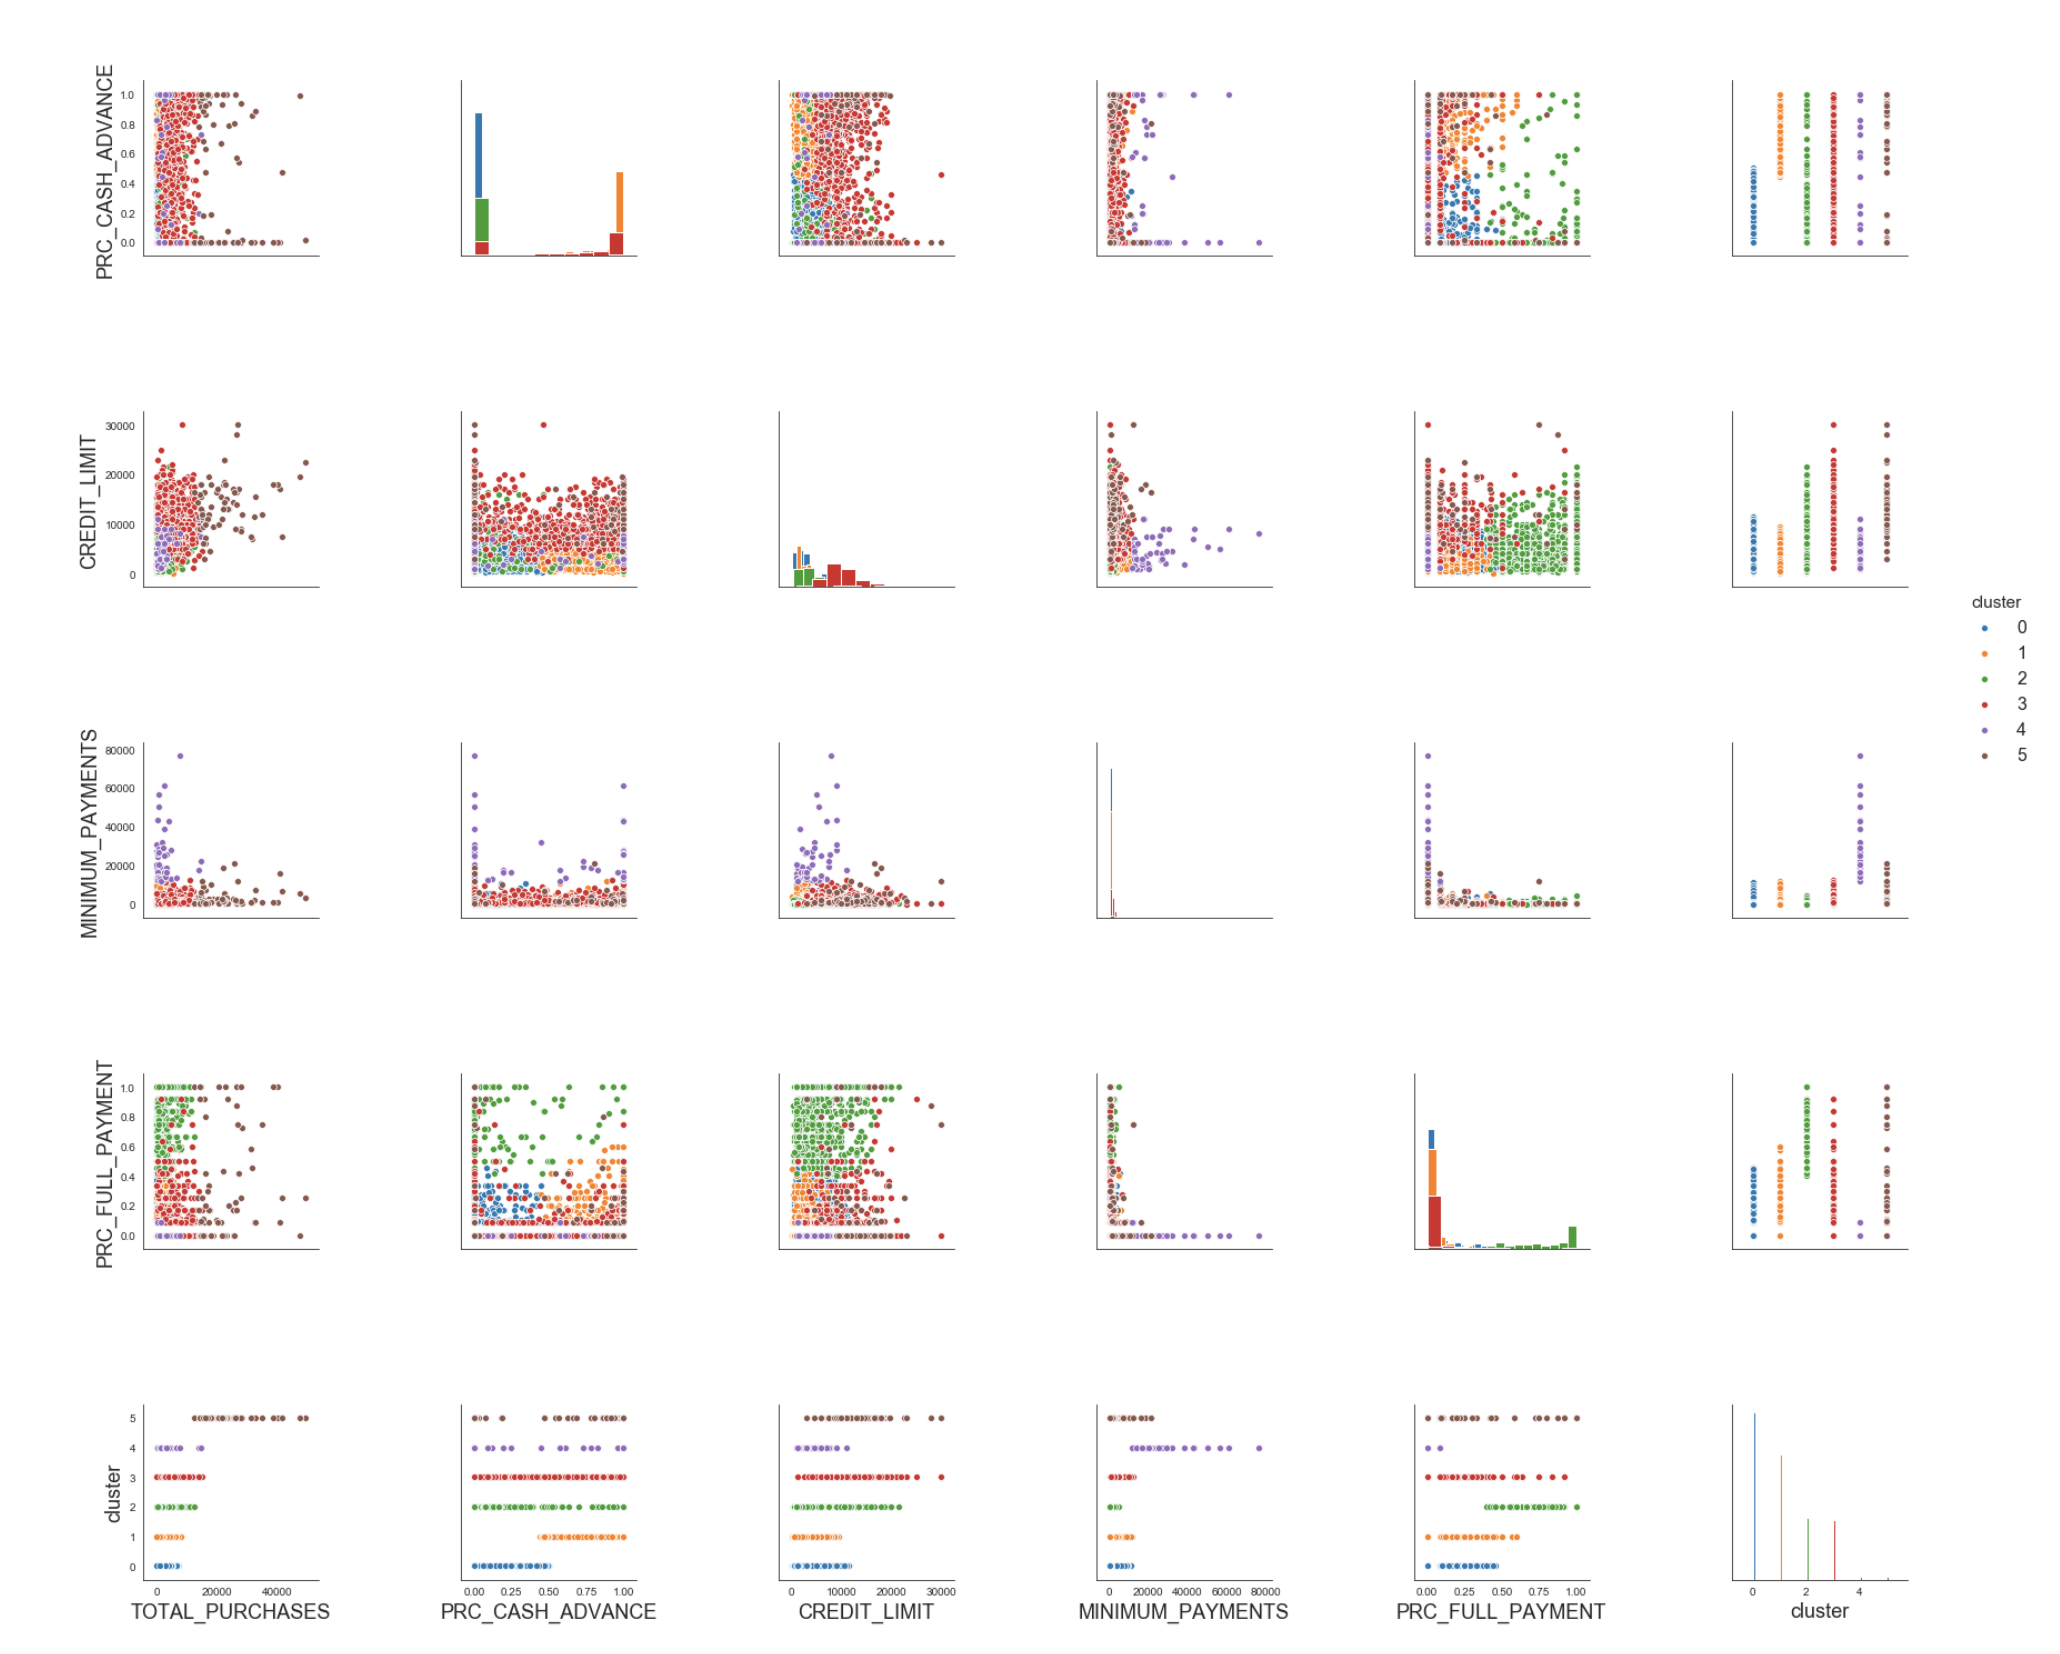 PRC_CASH_ADVANCE
1.0
0.8
0.6
0.4
0.2
0.0
CREDIT_LIMIT
30000
20000
10000
0
cluster
0
1
2
3
4
5
MINIMUM_PAYMENTS
80000
60000
40000
20000
0
PRC_FULL_PAYMENT
1.0
0.8
0.6
0.4
0.2
0.0
cluster
5
4
3
2
1
0
0 20000 40000
0.00 0.25 0.50 0.75 1.00
0 10000 20000 30000
0 20000 40000 60000 80000
0.00 0.25 0.50 0.75 1.00
0 2 4
TOTAL_PURCHASES
PRC_CASH_ADVANCE
CREDIT_LIMIT
MINIMUM_PAYMENTS
PRC_FULL_PAYMENT
cluster